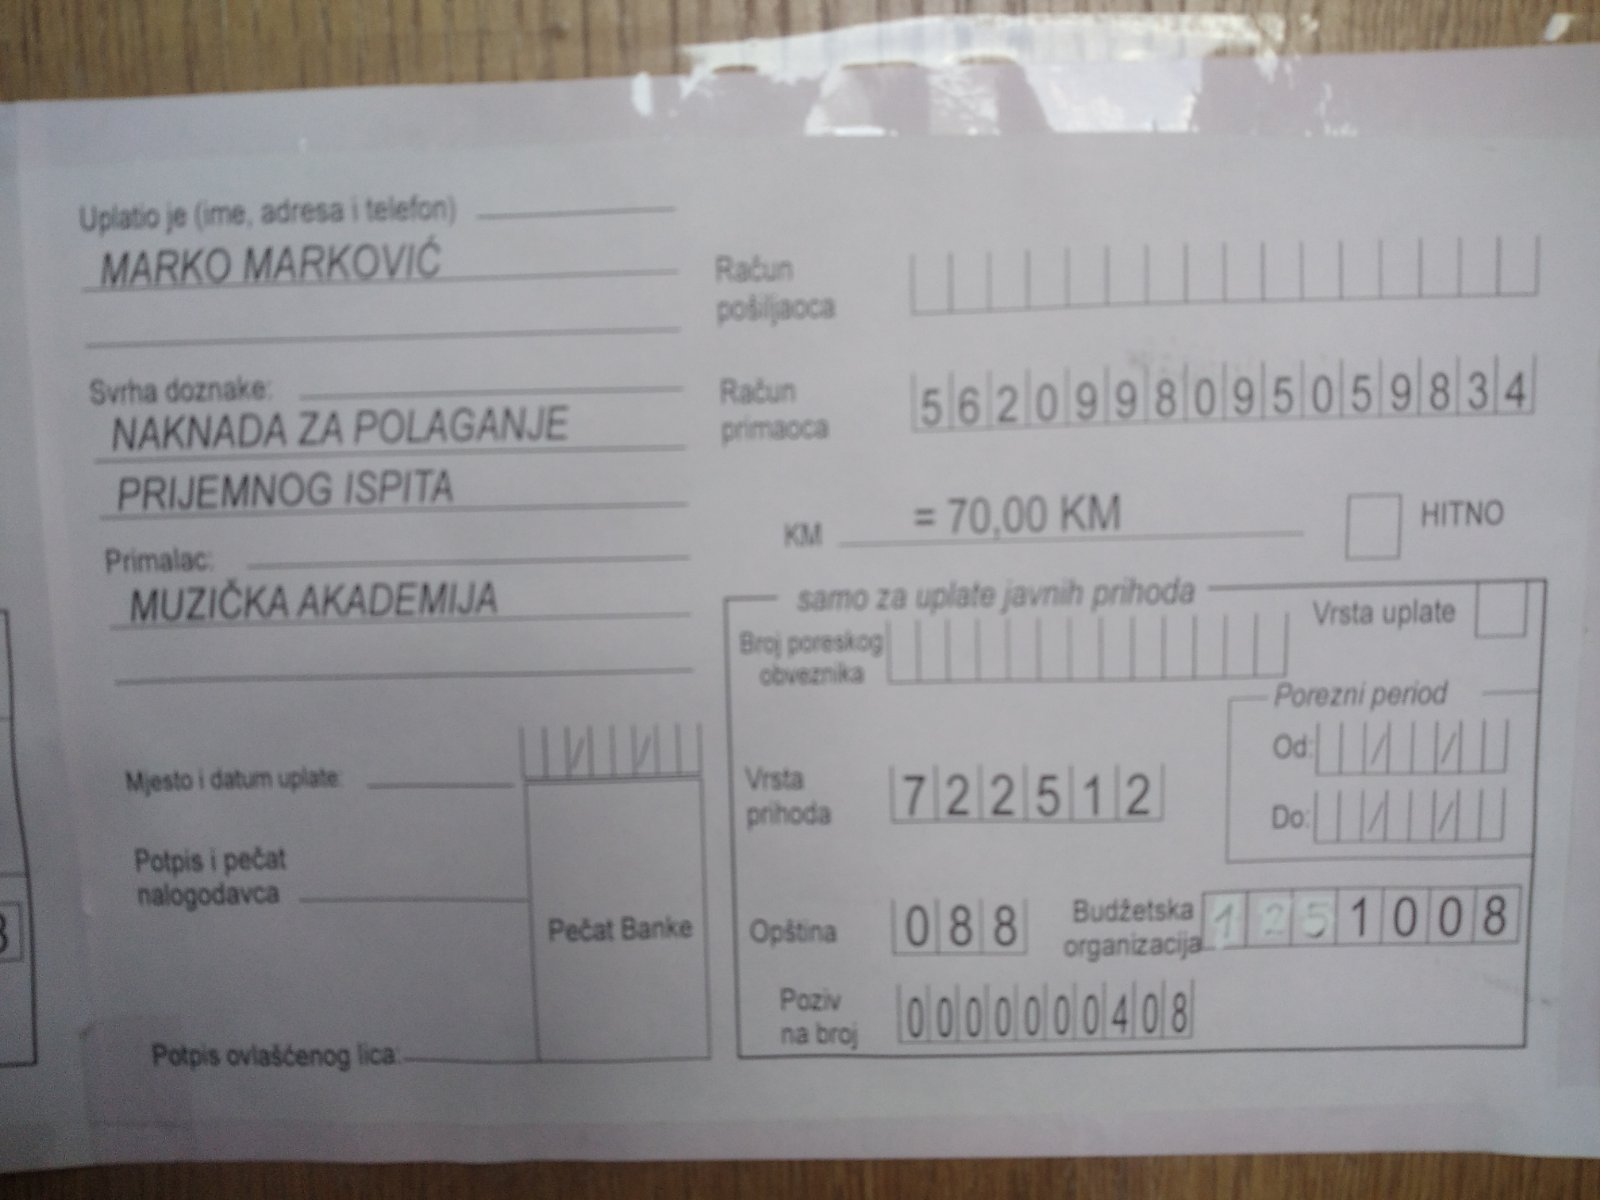 Uplatio je (ime, adresa i telefon)
MARKO MARKOVIĆ
Svrha doznake:
NAKNADA ZA POLAGANJE
PRIJEMNOG ISPITA
Primalac:
MUZIČKA AKADEMIJA
Mjesto i datum uplate:
Potpis i pečat
nalogodavca
Pečat Banke
Potpis ovlašćenog lica:
Račun
pošiljaoca
Račun
primaoca
5620998095059834
KM = 70,00 KM
HITNO
samo za uplate javnih prihoda
Vrsta uplate
Broj poreskog
obveznika
Porezni period
Od:
Do:
Vrsta
prihoda
722512
Opština
088
Budžetska
organizacija
1251008
Poziv
na broj
0000000408